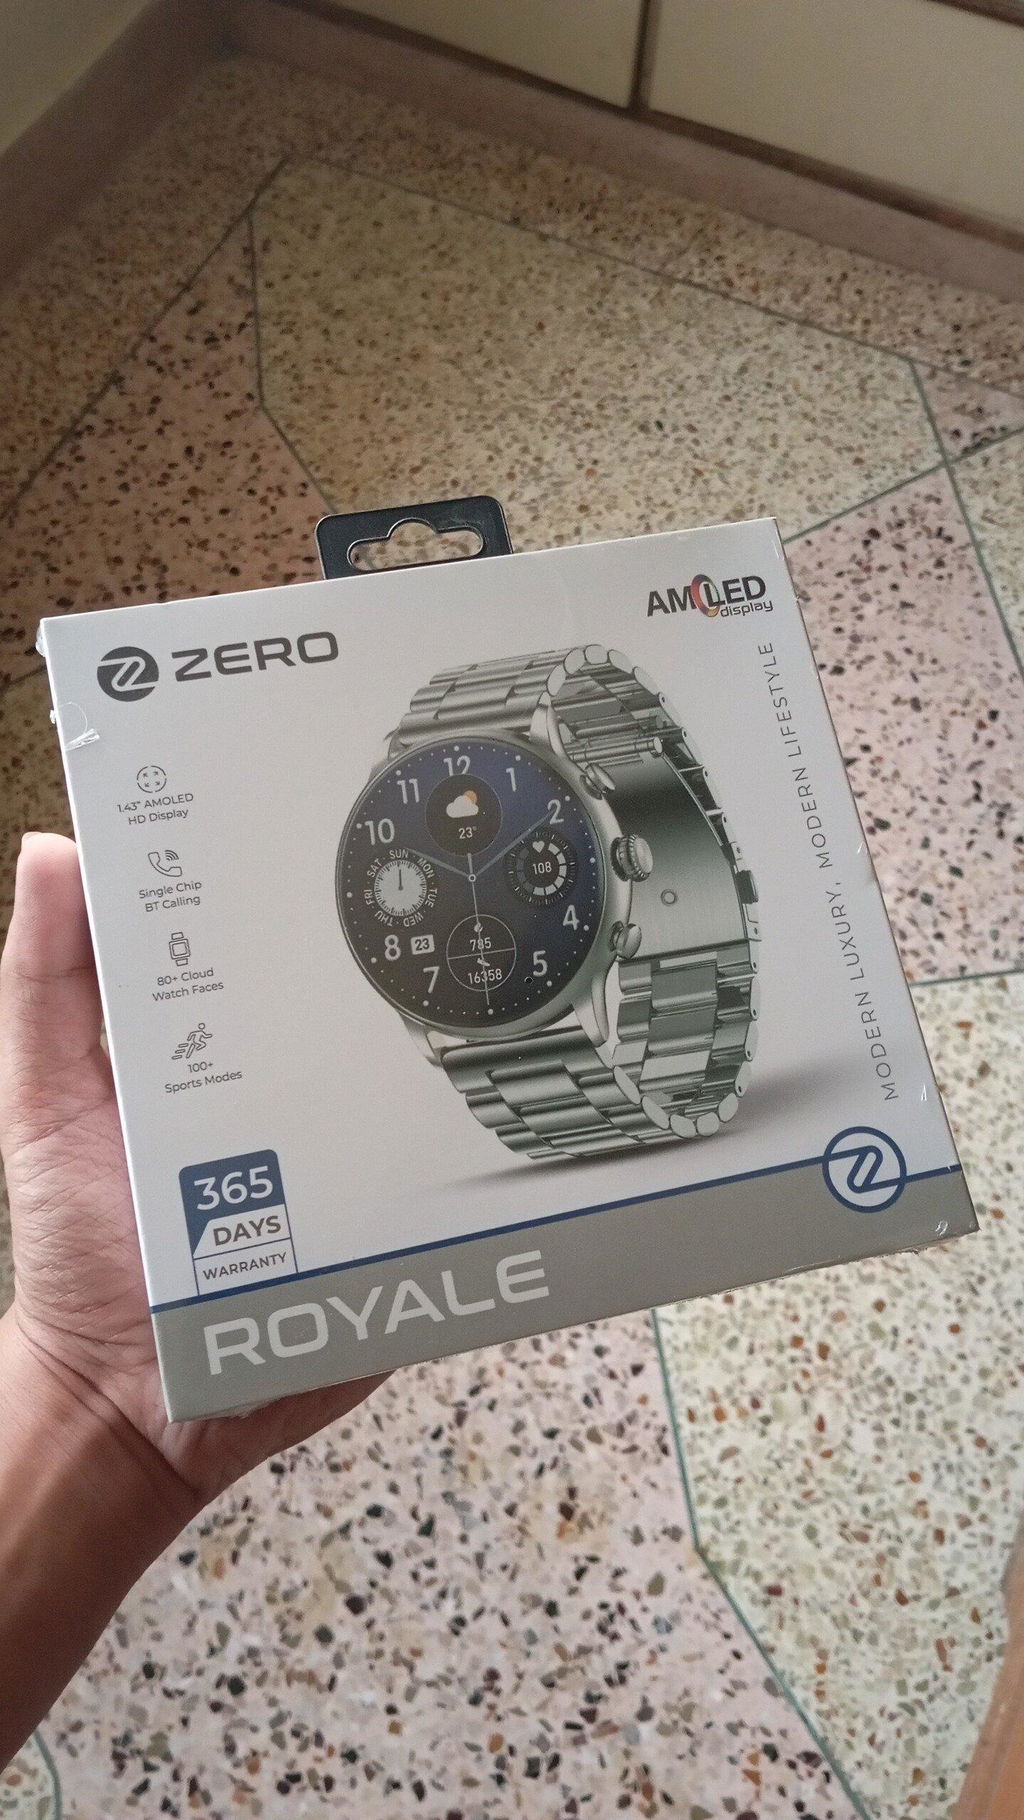 ZERO
AMOLED
display
1.43" AMOLED
HD Display
Single Chip
BT Calling
80+ Cloud
Watch Faces
100+
Sports Modes
12
1
2
4
5
7
8
10
11
23°
SUN MON TUE WED THU FRI SAT
108
23
785
16358
MODERN LUXURY, MODERN LIFESTYLE
365
DAYS
WARRANTY
ROYALE